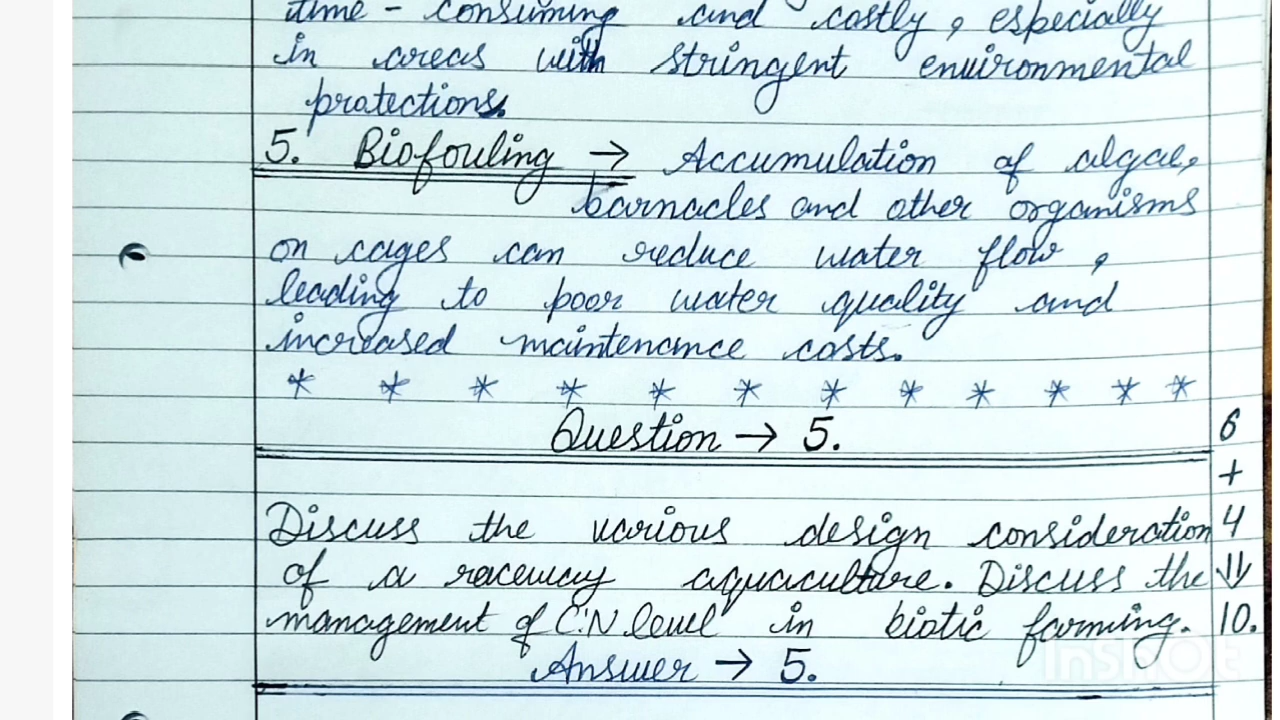 time - consuming and costly, especially
in areas with stringent environmental
protections.
5. Biofouling → Accumulation of algae,
barnacles and other organisms
on cages can reduce water flow,
leading to poor water quality and
increased maintenance costs.
* * * * * * * * * * * *
Question → 5.
6
+
Discuss the various design consideration 4
of a raceway aquaculture. Discuss the ⇓
management of C:N level in biotic farming. 10.
Answer → 5.
InShOt